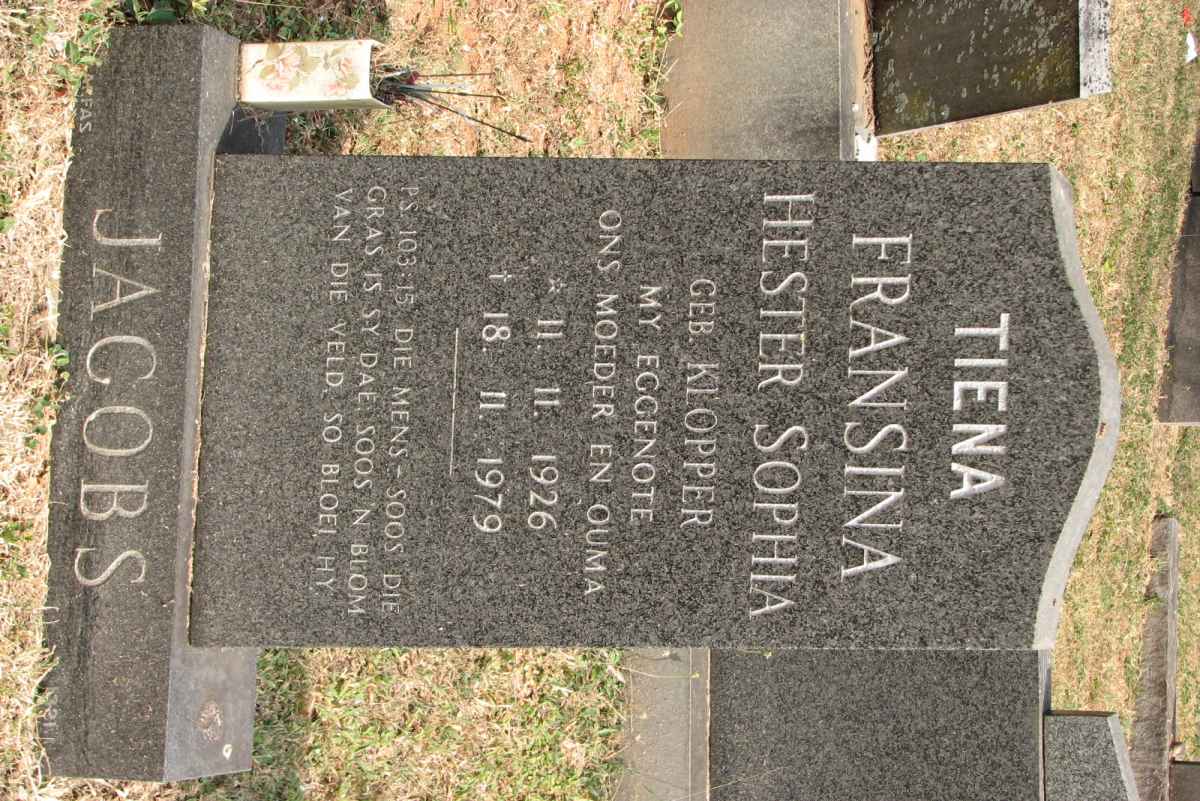 TIENA
FRANSINA
HESTER SOPHIA
GEB. KLOPPER
MY EGGENOTE
ONS MOEDER EN OUMA
☆ 11. 11. 1926
† 18. 11. 1979
PS. 103:15 DIE MENS – SOOS DIE
GRAS IS SY DAE; SOOS 'N BLOM
VAN DIE VELD, SO BLOEI HY
JACOBS